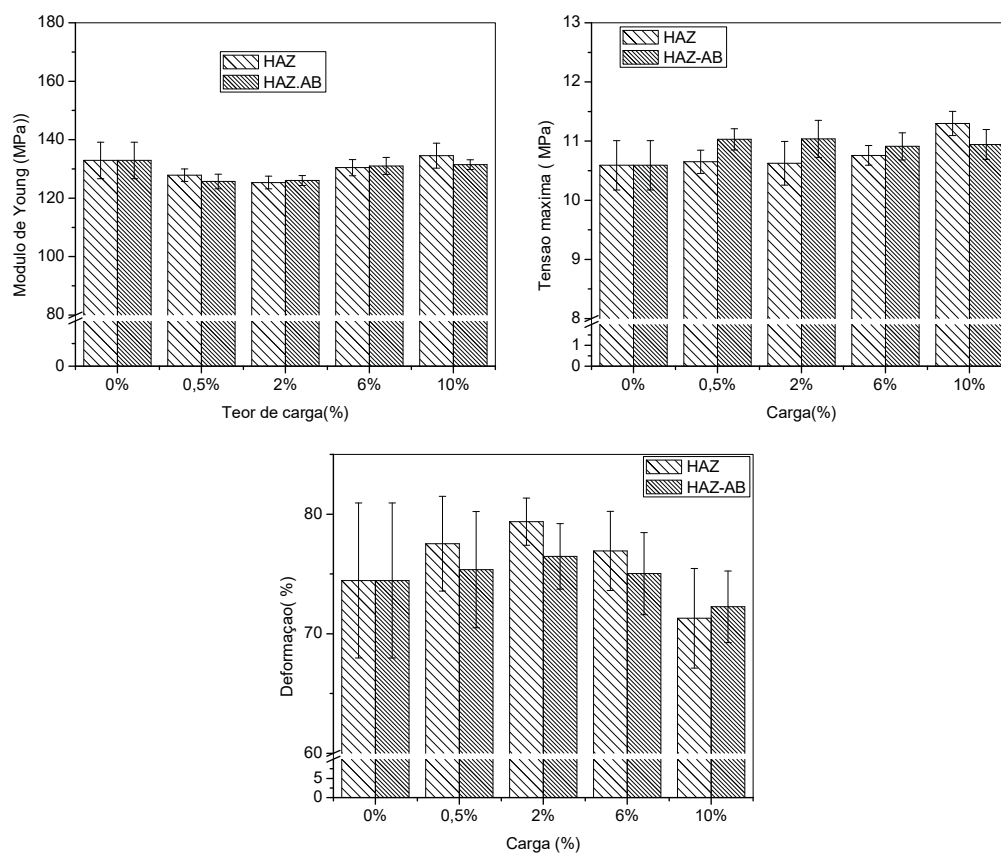 Modulo de Young (MPa))
180
160
140
120
100
80
0
HAZ
HAZ.AB
0% 0,5% 2% 6% 10%
Teor de carga(%)
Tensao maxima ( MPa)
13
12
11
10
9
8
1
0
HAZ
HAZ-AB
0% 0,5% 2% 6% 10%
Carga(%)
Deformaçao( %)
80
70
60
5
0
HAZ
HAZ-AB
0% 0,5% 2% 6% 10%
Carga (%)